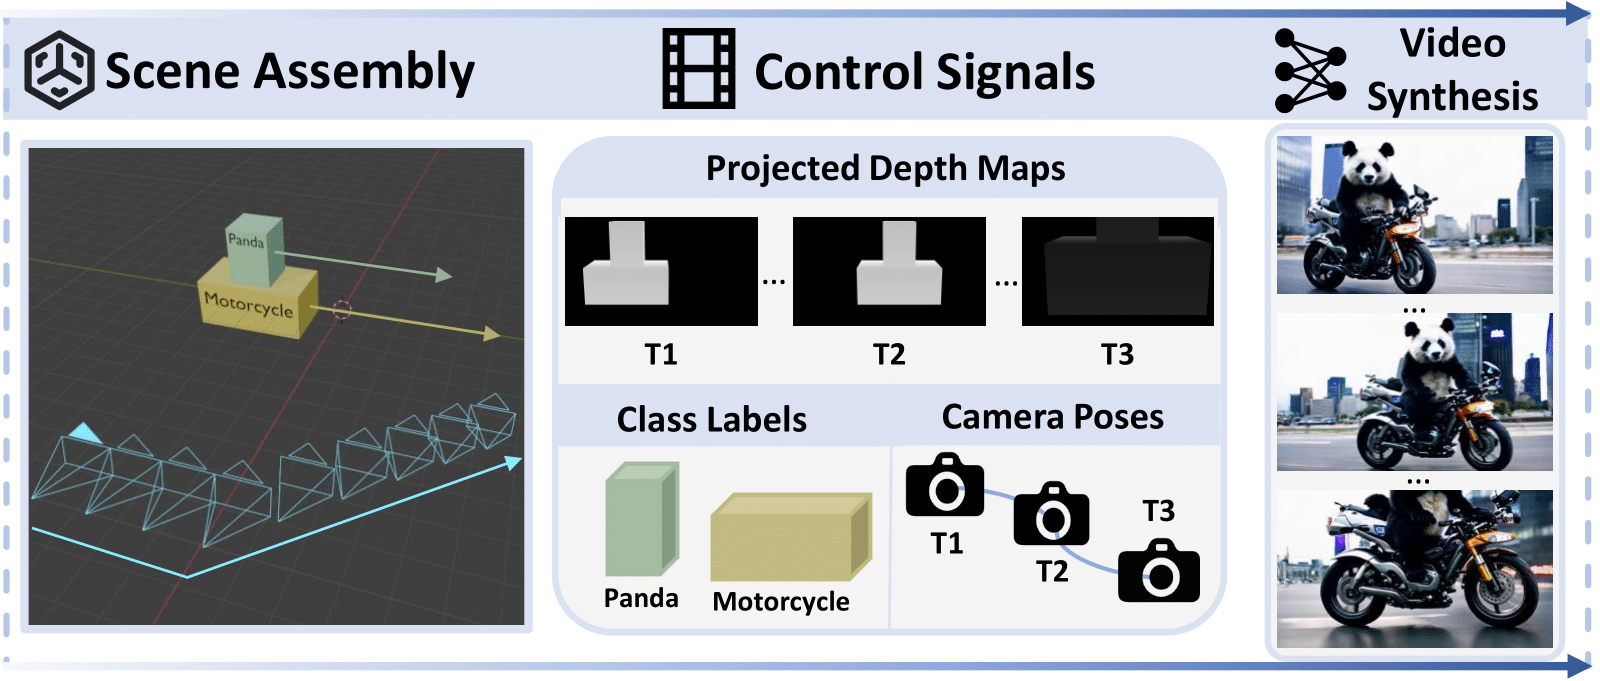 Scene Assembly
Control Signals
Video
Synthesis
Panda
Motorcycle
Projected Depth Maps
...
...
T1
T2
T3
Class Labels
Camera Poses
Panda
Motorcycle
T1
T2
T3
...
...